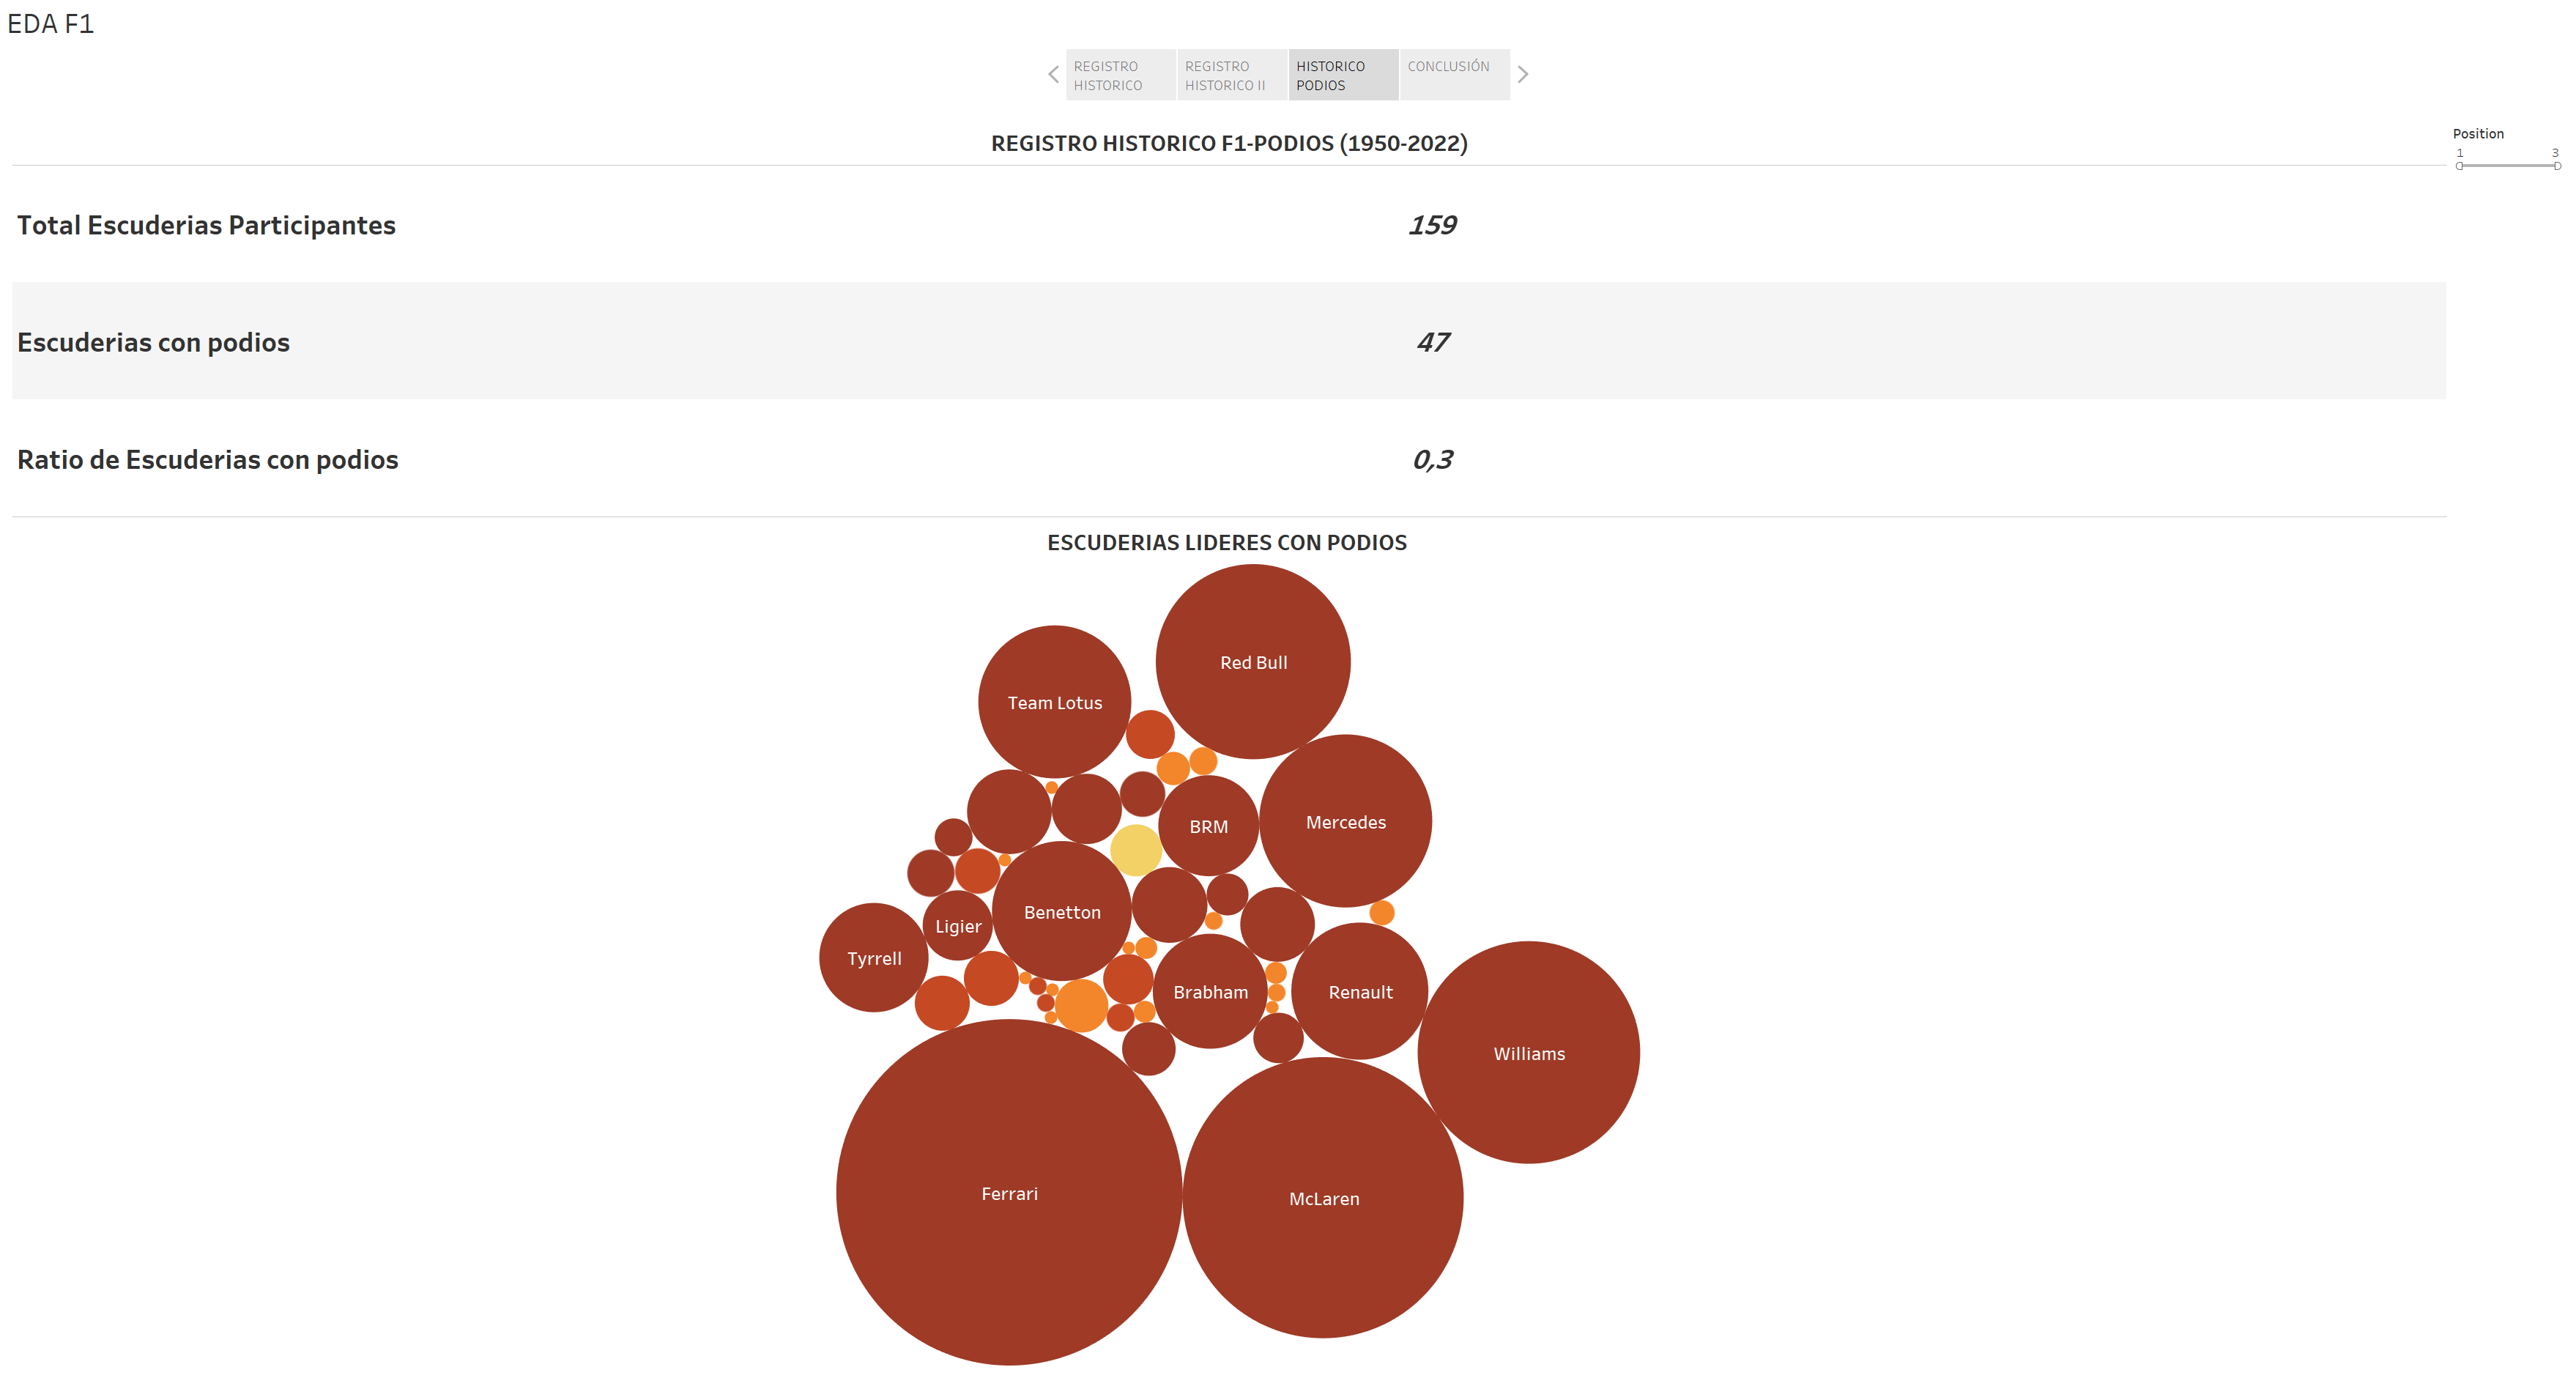 EDA F1
REGISTRO
HISTORICO
REGISTRO
HISTORICO II
HISTORICO
PODIOS
CONCLUSIÓN
REGISTRO HISTORICO F1-PODIOS (1950-2022)
Position
1 3
Total Escuderias Participantes 159
Escuderias con podios 47
Ratio de Escuderias con podios 0,3
ESCUDERIAS LIDERES CON PODIOS
Red Bull
Team Lotus
Mercedes
BRM
Benetton
Ligier
Tyrrell
Brabham
Renault
Williams
Ferrari
McLaren